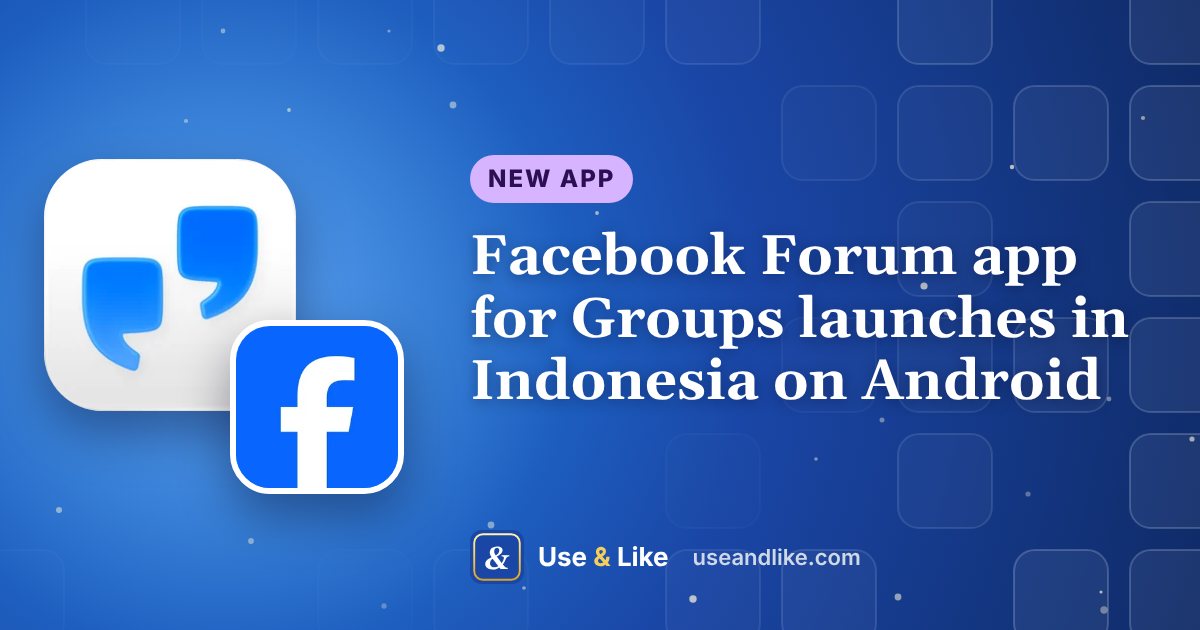 NEW APP
Facebook Forum app
for Groups launches in
Indonesia on Android
& Use & Like useandlike.com